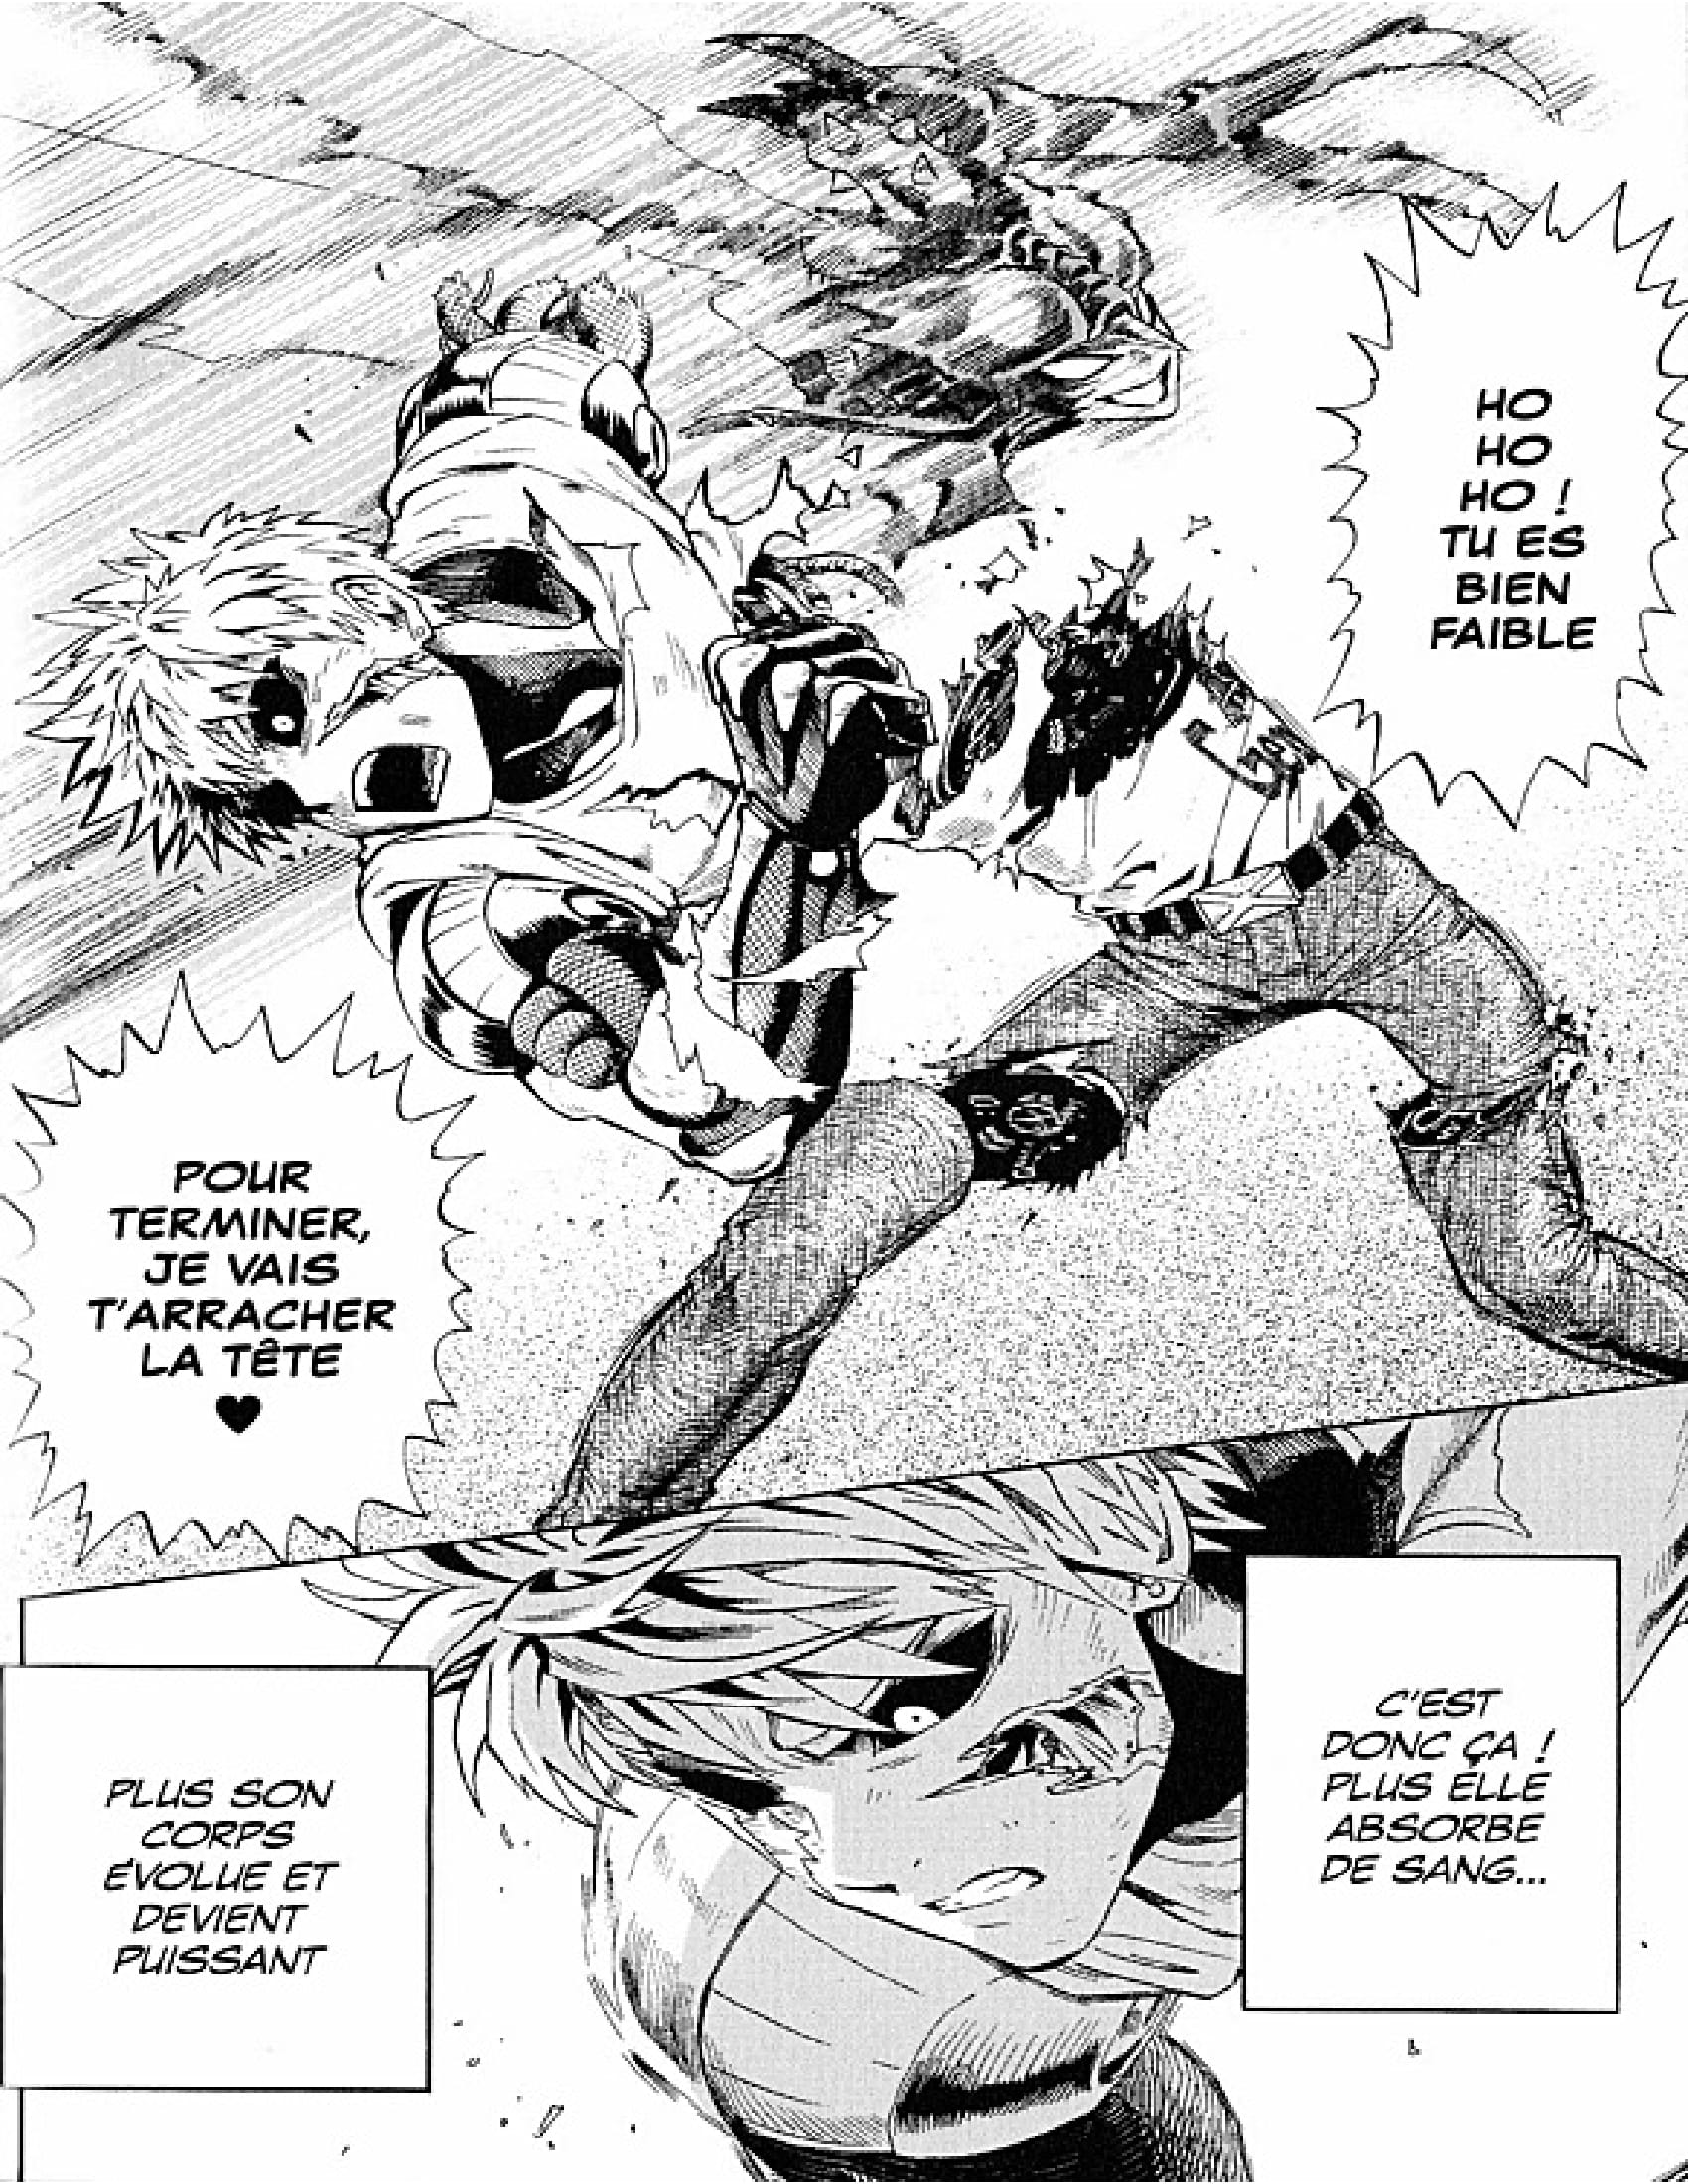 HO
HO
HO !
TU ES
BIEN
FAIBLE
POUR
TERMINER,
JE VAIS
T'ARRACHER
LA TÊTE
♥
C'EST
DONC ÇA !
PLUS ELLE
ABSORBE
DE SANG...
PLUS SON
CORPS
ÉVOLUE ET
DEVIENT
PUISSANT